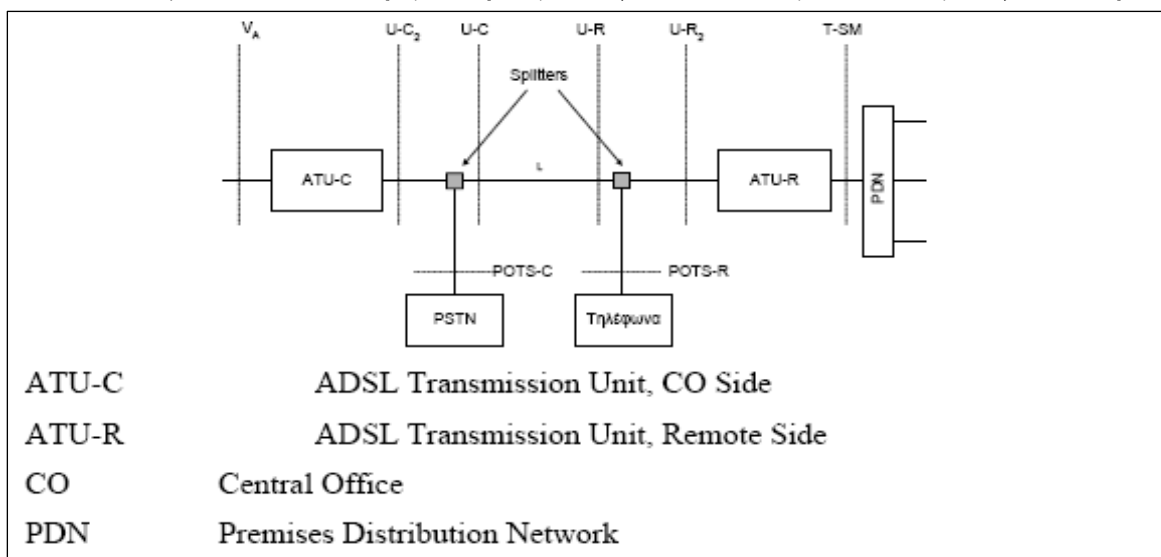 V_A U-C₂ U-C U-R U-R₂ T-SM
Splitters
ATU-C L ATU-R PDN
POTS-C POTS-R
PSTN Τηλέφωνα
ATU-C ADSL Transmission Unit, CO Side
ATU-R ADSL Transmission Unit, Remote Side
CO Central Office
PDN Premises Distribution Network